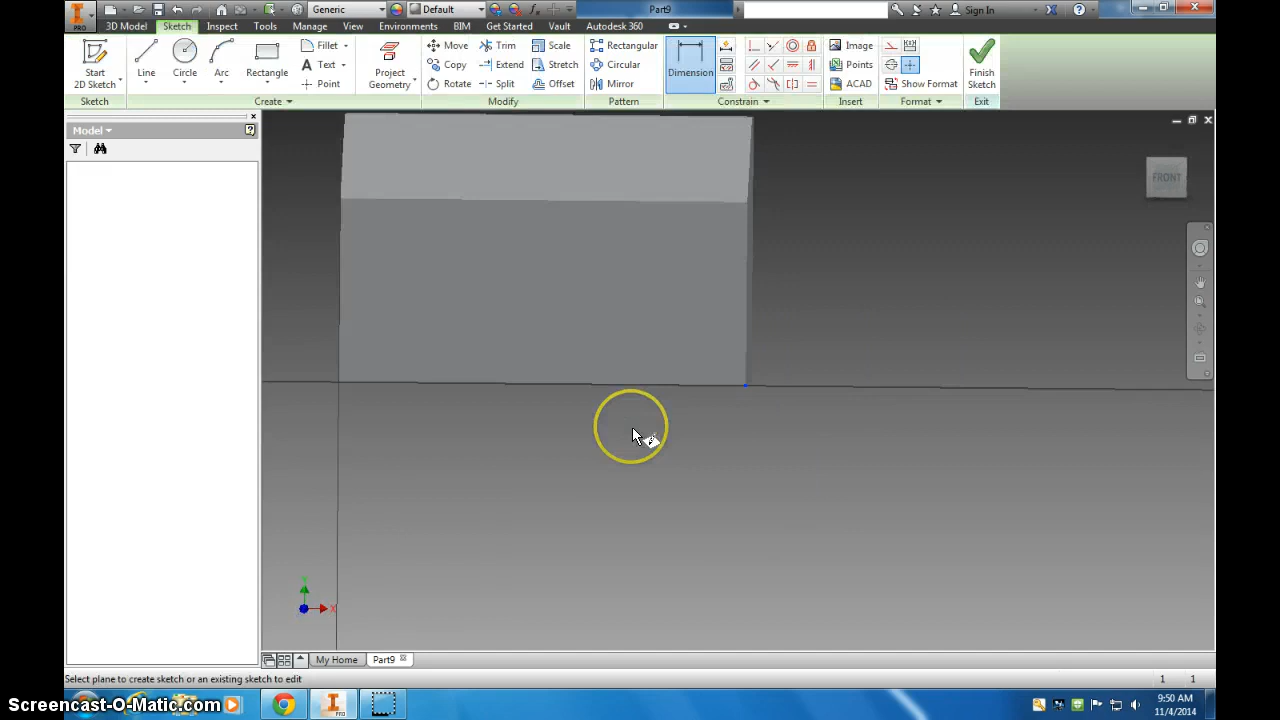 Generic
Default
Part9
Sign In
PRO
3D Model
Sketch
Inspect
Tools
Manage
View
Environments
BIM
Get Started
Vault
Autodesk 360
Start
2D Sketch
Line
Circle
Arc
Rectangle
Fillet
Text
Point
Project
Geometry
Move
Copy
Rotate
Trim
Extend
Split
Scale
Stretch
Offset
Rectangular
Circular
Mirror
Dimension
Image
Points
ACAD
Show Format
Finish
Sketch
Sketch
Create
Modify
Pattern
Constrain
Insert
Format
Exit
Model
FRONT
Y
X
My Home
Part9
Select plane to create sketch or an existing sketch to edit
1
1
Screencast-O-Matic.com
PRO
9:50 AM
11/4/2014